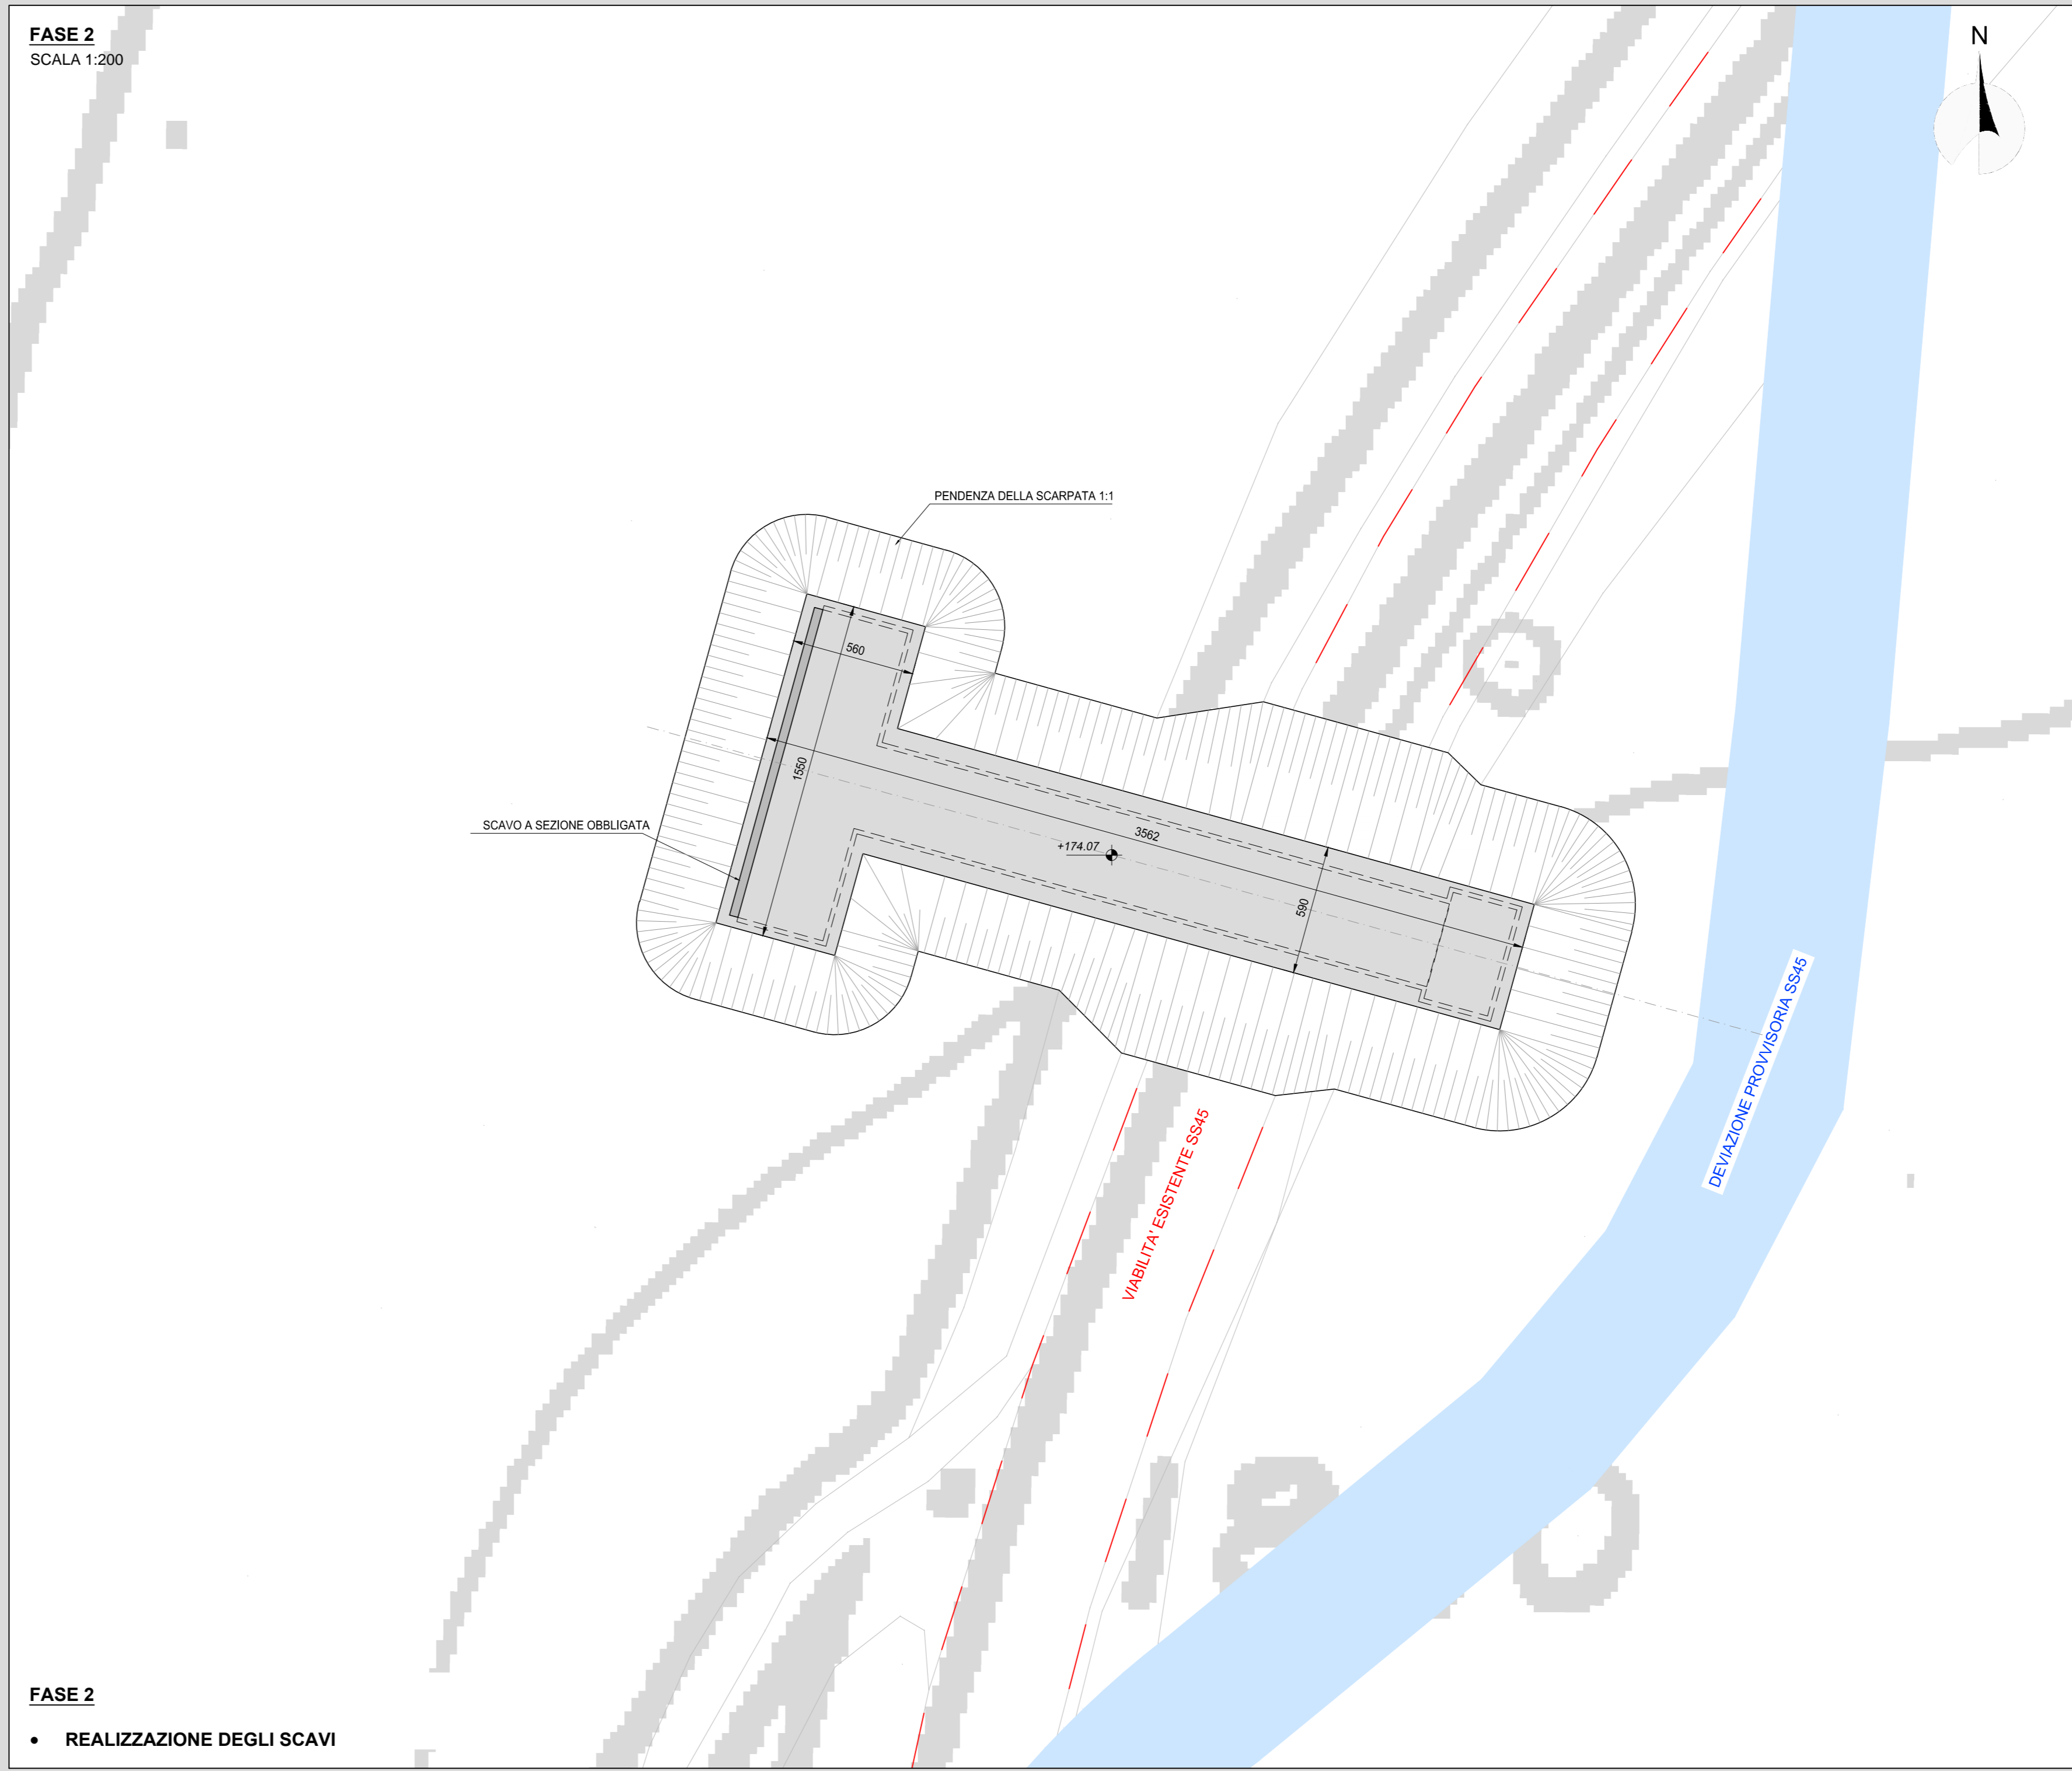 FASE 2
SCALA 1:200
N
PENDENZA DELLA SCARPATA 1:1
560
1550
SCAVO A SEZIONE OBBLIGATA
3562
+174.07
590
DEVIAZIONE PROVVISORIA SS45
VIABILITA' ESISTENTE SS45
FASE 2
• REALIZZAZIONE DEGLI SCAVI